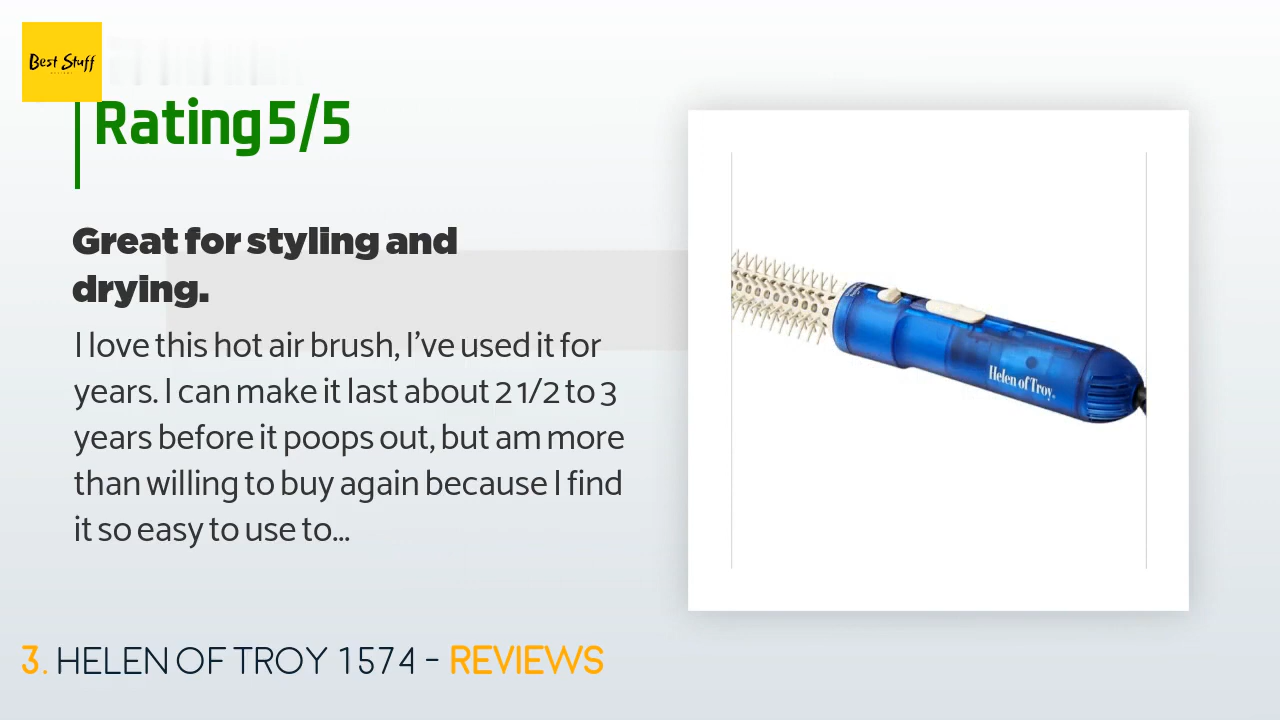 Best Stuff
Rating 5/5
Great for styling and
drying.
I love this hot air brush, I've used it for
years. I can make it last about 2 1/2 to 3
years before it poops out, but am more
than willing to buy again because I find
it so easy to use to...
Helen of Troy
3. HELEN OF TROY 1574 - REVIEWS